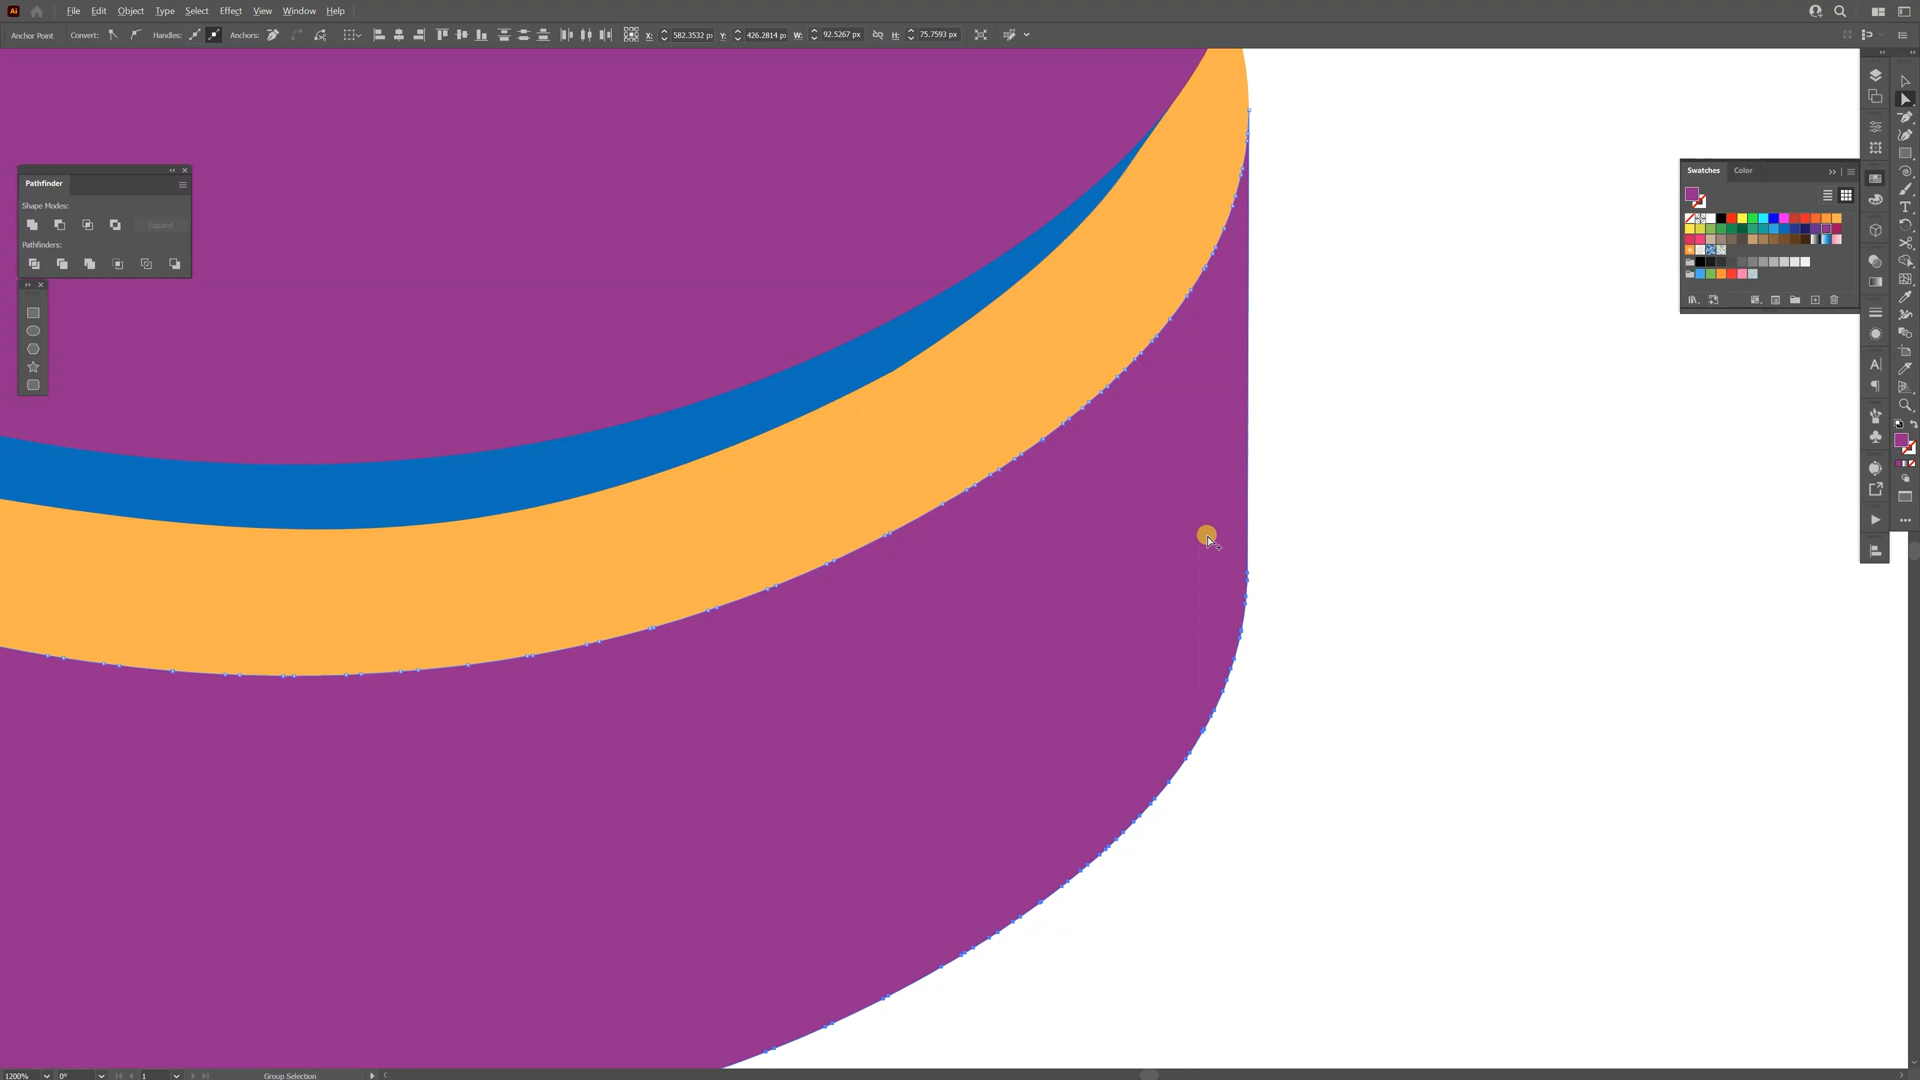 Ai File Edit Object Type Select Effect View Window Help
Anchor Point Convert: Handles: Anchors: X: 582.3532 p Y: 426.2814 p W: 92.5267 px H: 75.7593 px
Pathfinder
Shape Modes:
Expand
Pathfinders:
Swatches Color
1200% 0° 1 Group Selection